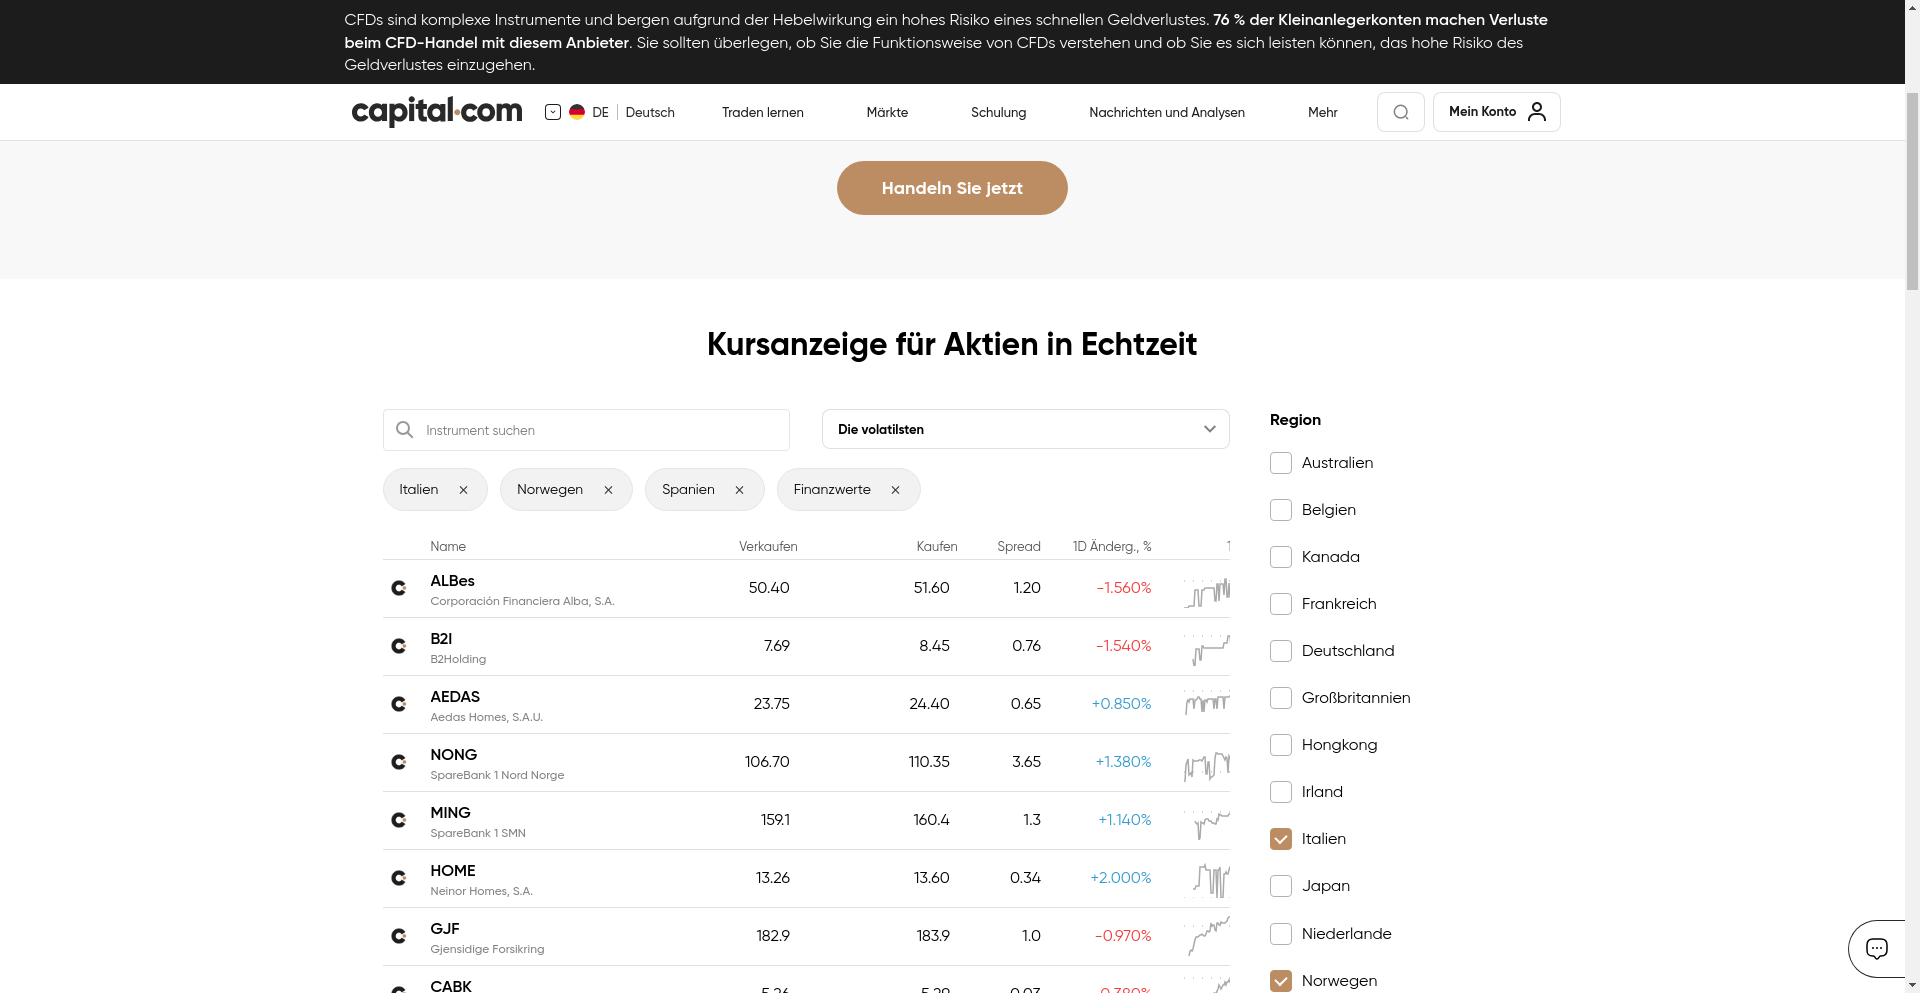 CFDs sind komplexe Instrumente und bergen aufgrund der Hebelwirkung ein hohes Risiko eines schnellen Geldverlustes. 76 % der Kleinanlegerkonten machen Verluste
beim CFD-Handel mit diesem Anbieter. Sie sollten überlegen, ob Sie die Funktionsweise von CFDs verstehen und ob Sie es sich leisten können, das hohe Risiko des
Geldverlustes einzugehen.
capital.com DE Deutsch Traden lernen Märkte Schulung Nachrichten und Analysen Mehr Mein Konto
Handeln Sie jetzt
Kursanzeige für Aktien in Echtzeit
Instrument suchen
Die volatilsten
Italien Norwegen Spanien Finanzwerte
Name Verkaufen Kaufen Spread 1D Änderg., %
ALBes 50.40 51.60 1.20 -1.560%
Corporación Financiera Alba, S.A.
B2I 7.69 8.45 0.76 -1.540%
B2Holding
AEDAS 23.75 24.40 0.65 +0.850%
Aedas Homes, S.A.U.
NONG 106.70 110.35 3.65 +1.380%
SpareBank 1 Nord Norge
MING 159.1 160.4 1.3 +1.140%
SpareBank 1 SMN
HOME 13.26 13.60 0.34 +2.000%
Neinor Homes, S.A.
GJF 182.9 183.9 1.0 -0.970%
Gjensidige Forsikring
CABK
Region
Australien
Belgien
Kanada
Frankreich
Deutschland
Großbritannien
Hongkong
Irland
Italien
Japan
Niederlande
Norwegen